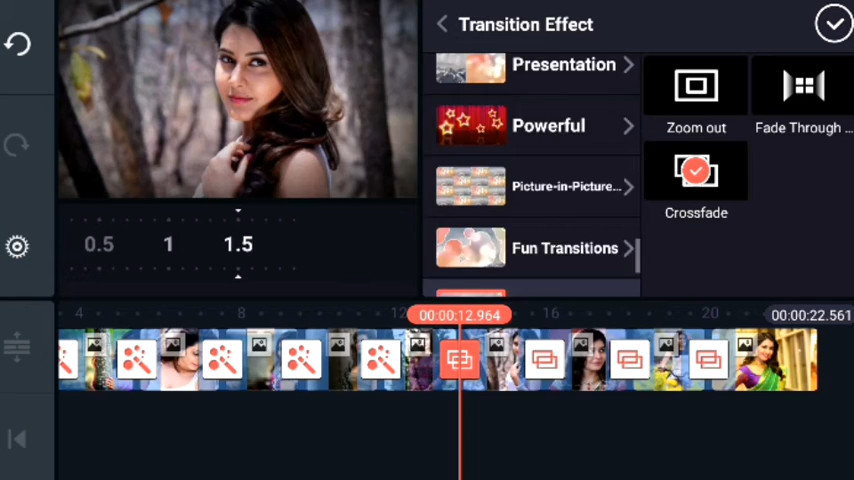 Transition Effect
Presentation
Powerful
Picture-in-Picture...
Fun Transitions
Zoom out
Fade Through ...
Crossfade
0.5 1 1.5
4 8 12 16 20
00:00:12.964
00:00:22.561